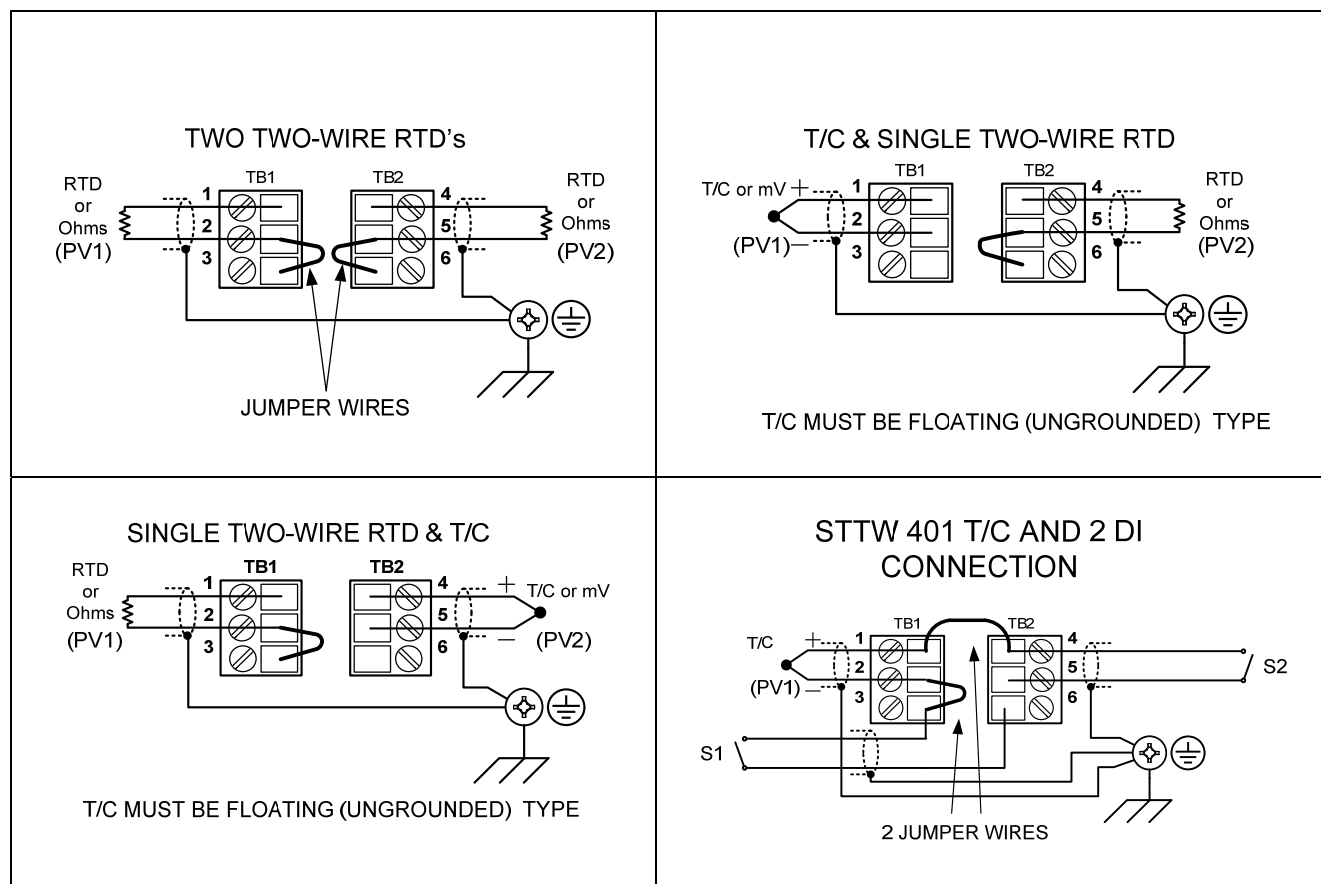 TWO TWO-WIRE RTD's
TB1
TB2
RTD
or
Ohms
(PV1)
1
2
3
4
5
6
RTD
or
Ohms
(PV2)
JUMPER WIRES
T/C & SINGLE TWO-WIRE RTD
TB1
TB2
T/C or mV +
(PV1) –
1
2
3
4
5
6
RTD
or
Ohms
(PV2)
T/C MUST BE FLOATING (UNGROUNDED) TYPE
SINGLE TWO-WIRE RTD & T/C
TB1
TB2
RTD
or
Ohms
(PV1)
1
2
3
4
5
6
+ T/C or mV
– (PV2)
T/C MUST BE FLOATING (UNGROUNDED) TYPE
STTW 401 T/C AND 2 DI
CONNECTION
TB1
TB2
T/C +
(PV1) –
1
2
3
4
5
6
S2
S1
2 JUMPER WIRES